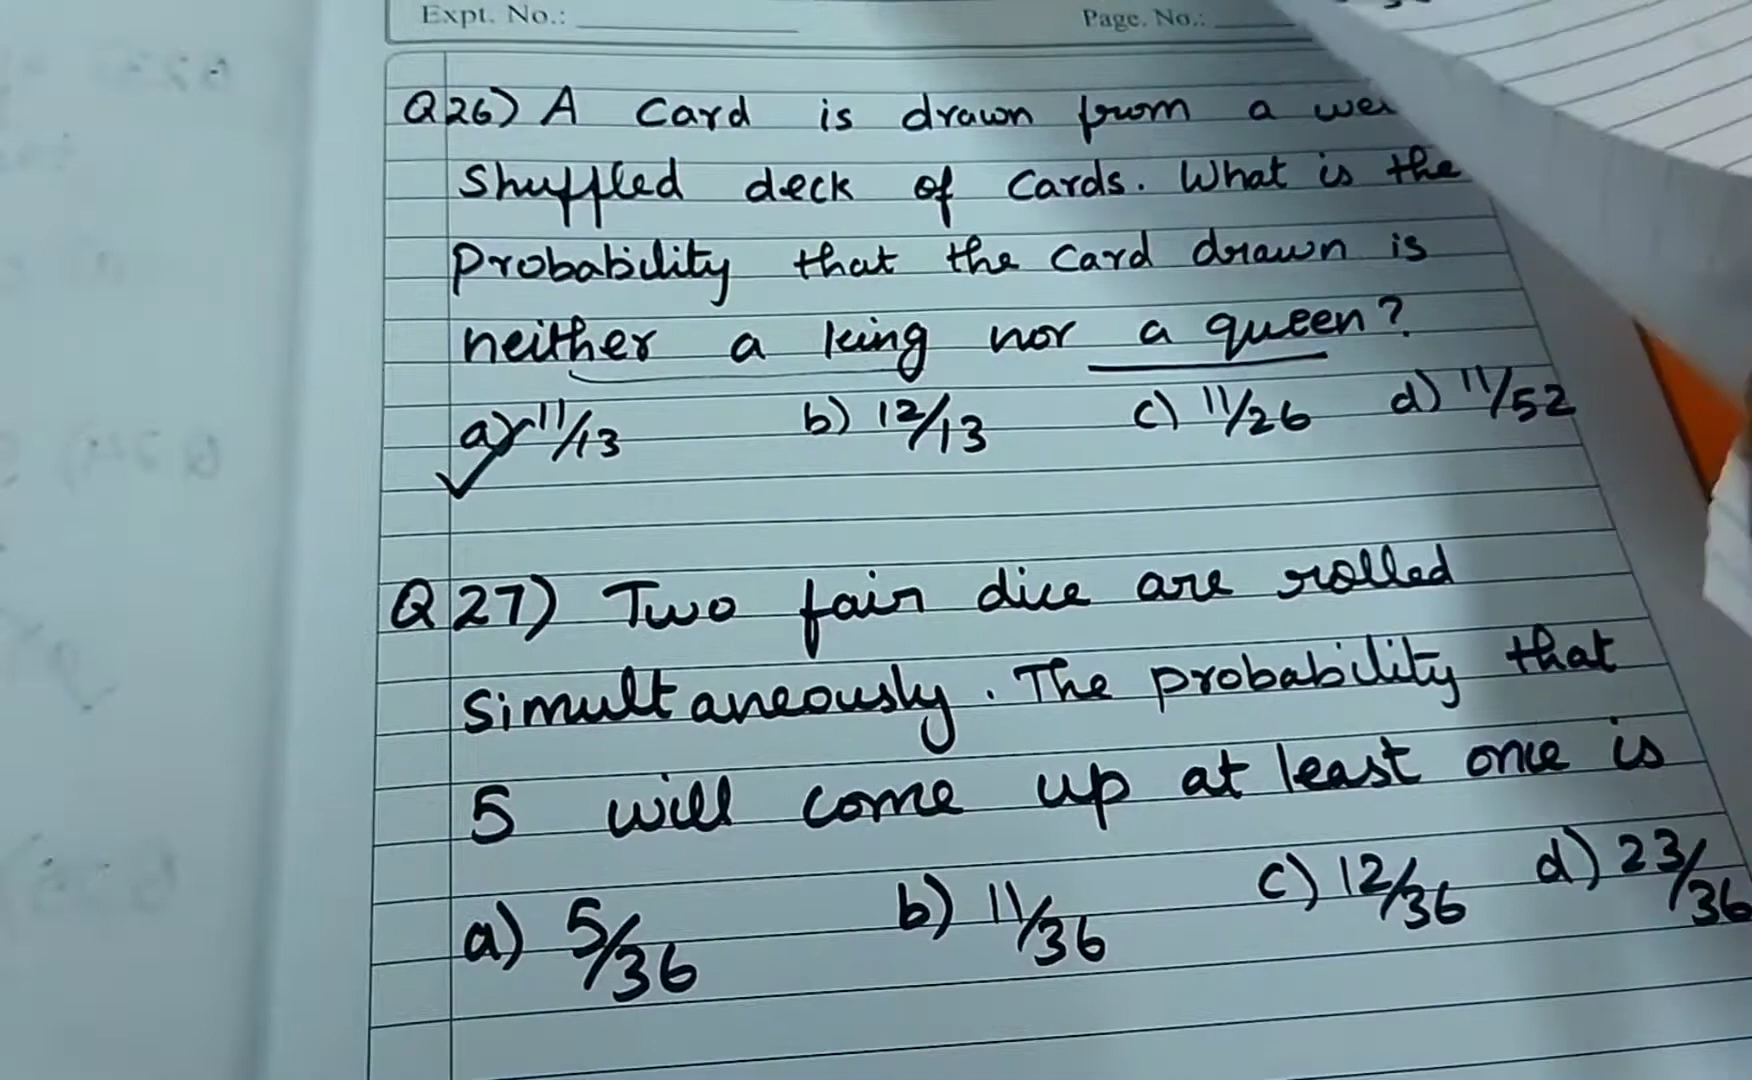 Expt. No.:
Page. No.:
Q26) A Card is drawn from a
shuffled deck of cards. What is the
Probability that the card drawn is
neither a king nor a queen?
a) 11/13 b) 12/13 c) 11/26 d) 11/52
Q27) Two fair dice are rolled
simultaneously. The probability that
5 will come up at least once is
a) 5/36 b) 11/36 c) 12/36 d) 23/36